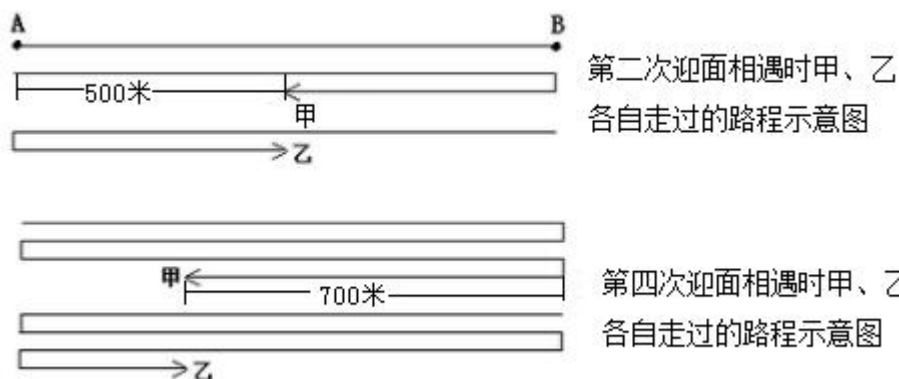 A B
500米
甲
乙
第二次迎面相遇时甲、乙
各自走过的路程示意图
甲
700米
乙
第四次迎面相遇时甲、
各自走过的路程示意图